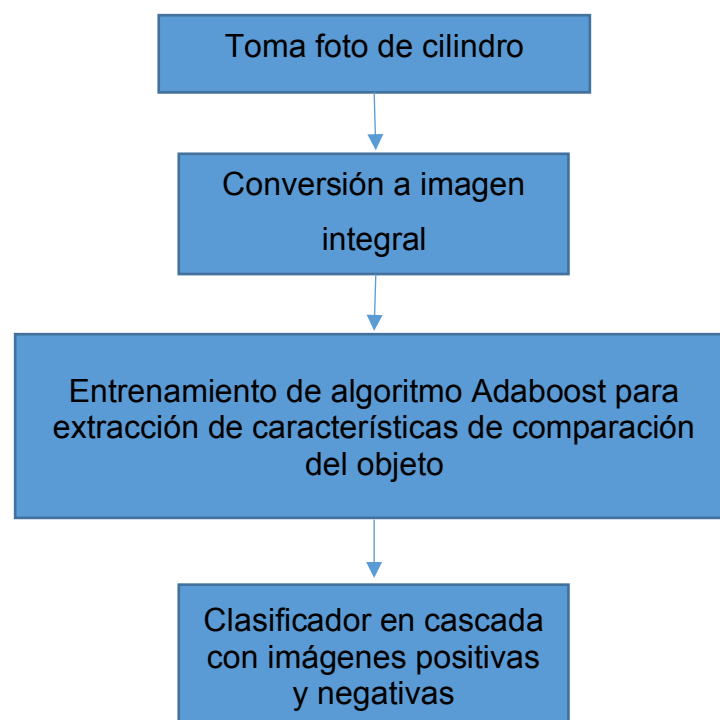 Toma foto de cilindro
Conversión a imagen
integral
Entrenamiento de algoritmo Adaboost para
extracción de características de comparación
del objeto
Clasificador en cascada
con imágenes positivas
y negativas